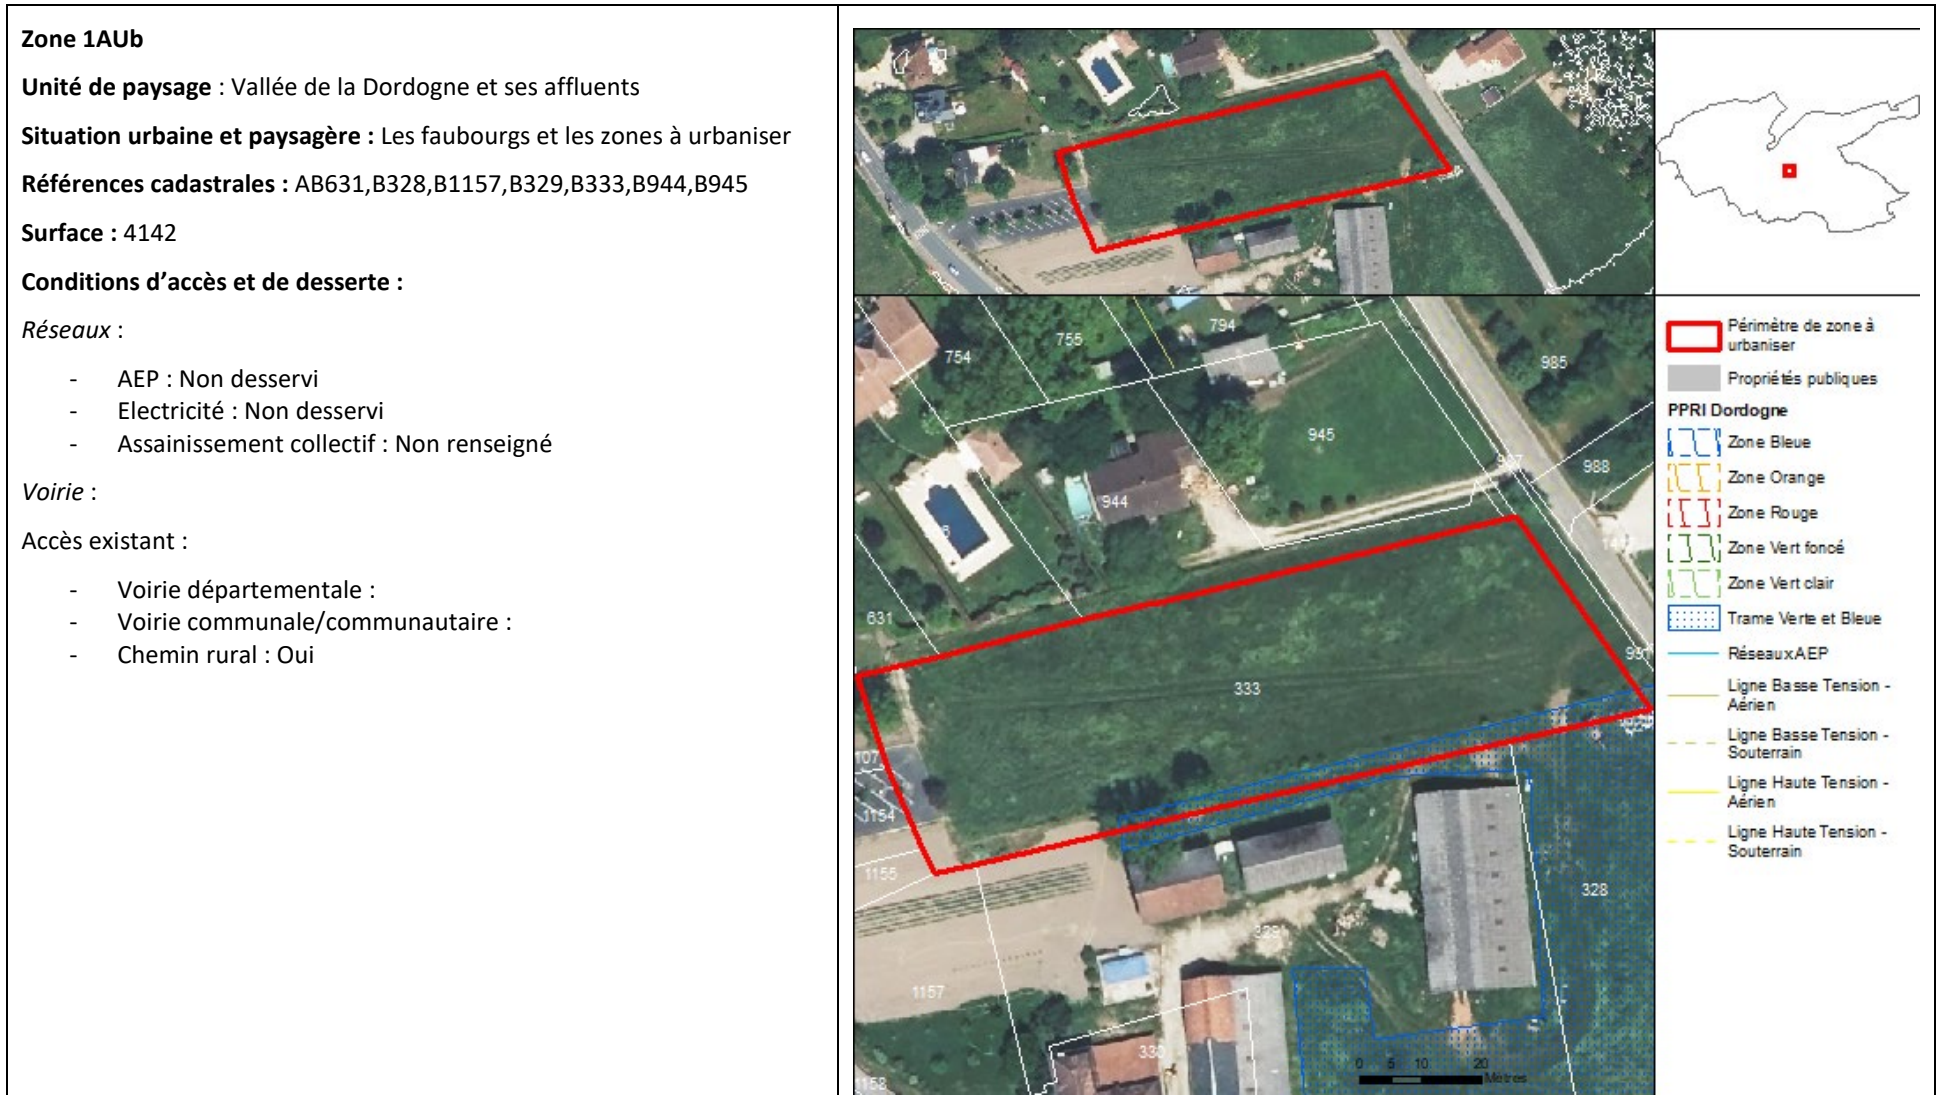 Zone 1AUb
Unité de paysage : Vallée de la Dordogne et ses affluents
Situation urbaine et paysagère : Les faubourgs et les zones à urbaniser
Références cadastrales : AB631,B328,B1157,B329,B333,B944,B945
Surface : 4142
Conditions d’accès et de desserte :
Réseaux :
- AEP : Non desservi
- Electricité : Non desservi
- Assainissement collectif : Non renseigné
Voirie :
Accès existant :
- Voirie départementale :
- Voirie communale/communautaire :
- Chemin rural : Oui
754
755
794
985
945
988
944
631
333
1154
1155
328
1157
330
1158
0 5 10 20
Mètres
Périmètre de zone à
urbaniser
Propriétés publiques
PPRI Dordogne
Zone Bleue
Zone Orange
Zone Rouge
Zone Vert foncé
Zone Vert clair
Trame Verte et Bleue
Réseaux AEP
Ligne Basse Tension -
Aérien
Ligne Basse Tension -
Souterrain
Ligne Haute Tension -
Aérien
Ligne Haute Tension -
Souterrain